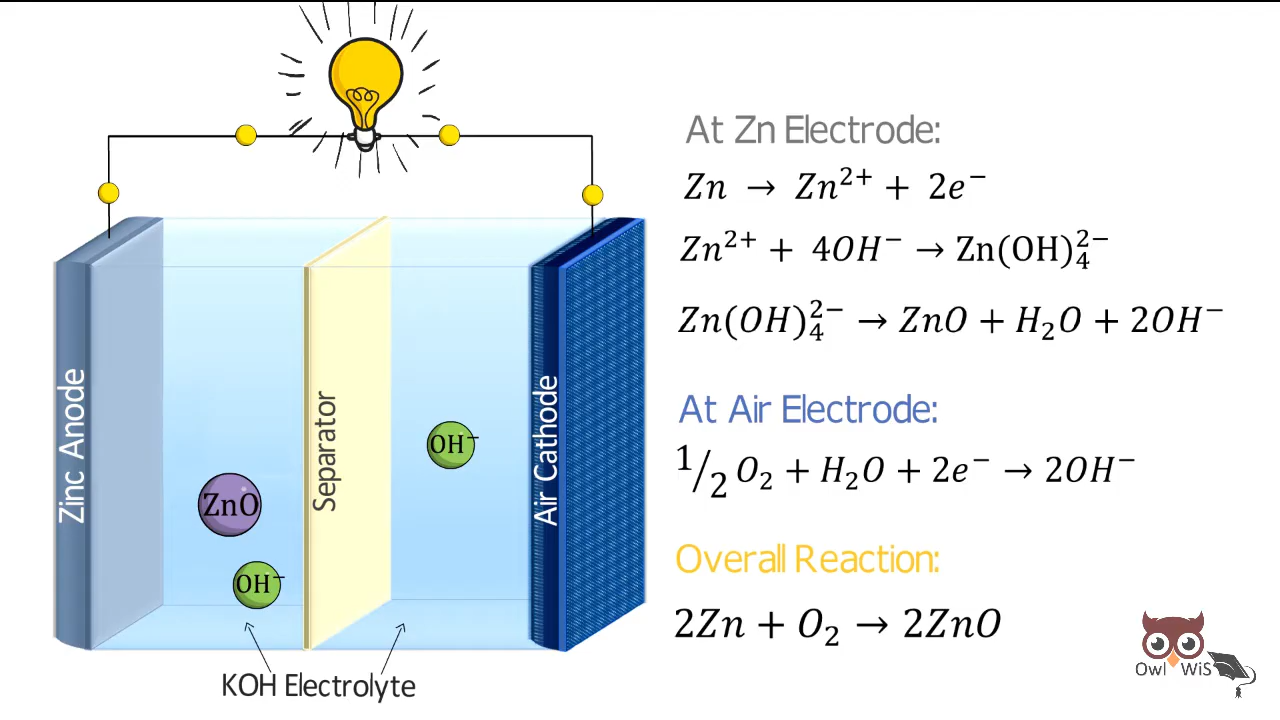 At Zn Electrode:
Zn → Zn²⁺ + 2e⁻
Zn²⁺ + 4OH⁻ → Zn(OH)₄²⁻
Zn(OH)₄²⁻ → ZnO + H₂O + 2OH⁻
At Air Electrode:
1/2 O₂ + H₂O + 2e⁻ → 2OH⁻
Overall Reaction:
2Zn + O₂ → 2ZnO
Zinc Anode
Separator
Air Cathode
OH⁻
ZnO
OH⁻
KOH Electrolyte
Owl WiS